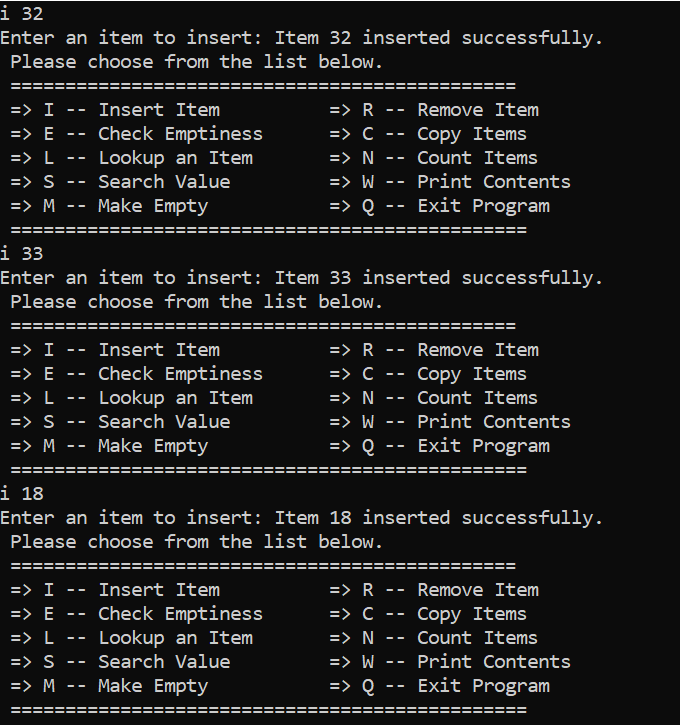 i 32
Enter an item to insert: Item 32 inserted successfully.
 Please choose from the list below.
 ==============================================
 => I -- Insert Item          => R -- Remove Item
 => E -- Check Emptiness      => C -- Copy Items
 => L -- Lookup an Item       => N -- Count Items
 => S -- Search Value         => W -- Print Contents
 => M -- Make Empty           => Q -- Exit Program
 ===============================================
i 33
Enter an item to insert: Item 33 inserted successfully.
 Please choose from the list below.
 ==============================================
 => I -- Insert Item          => R -- Remove Item
 => E -- Check Emptiness      => C -- Copy Items
 => L -- Lookup an Item       => N -- Count Items
 => S -- Search Value         => W -- Print Contents
 => M -- Make Empty           => Q -- Exit Program
 ===============================================
i 18
Enter an item to insert: Item 18 inserted successfully.
 Please choose from the list below.
 ==============================================
 => I -- Insert Item          => R -- Remove Item
 => E -- Check Emptiness      => C -- Copy Items
 => L -- Lookup an Item       => N -- Count Items
 => S -- Search Value         => W -- Print Contents
 => M -- Make Empty           => Q -- Exit Program
 ===============================================